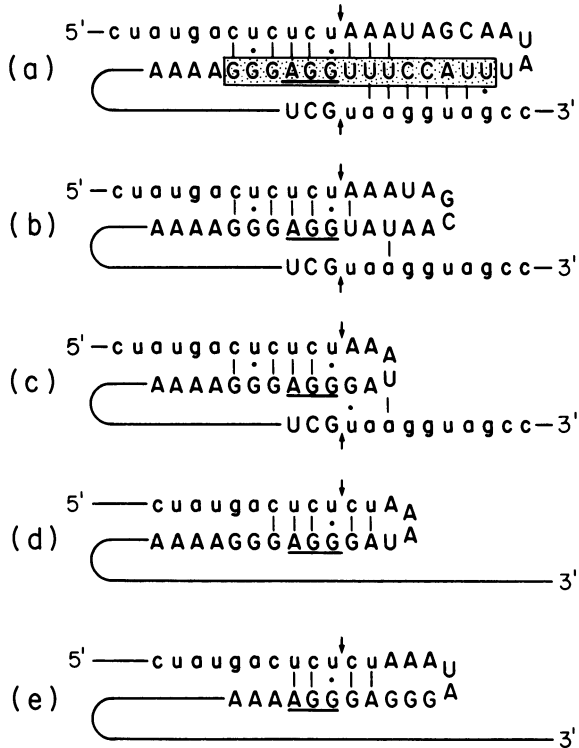 (a) 5'–cuaugacucucuAAAUAGCAAU
AAAAGGGAGGUUUCCAUUUA
UCGuaagguagcc–3'
(b) 5'–cuaugacucucuAAAUAG
AAAAGGGAGGUAUAAC
UCGuaagguagcc–3'
(c) 5'–cuaugacucucuAAA
AAAAGGGAGGGAU
UCGuaagguagcc–3'
(d) 5'–cuaugacucucuAA
AAAAGGGAGGGAUA
3'
(e) 5'–cuaugacucucuAAAU
AAAAGGGAGGGA
3'